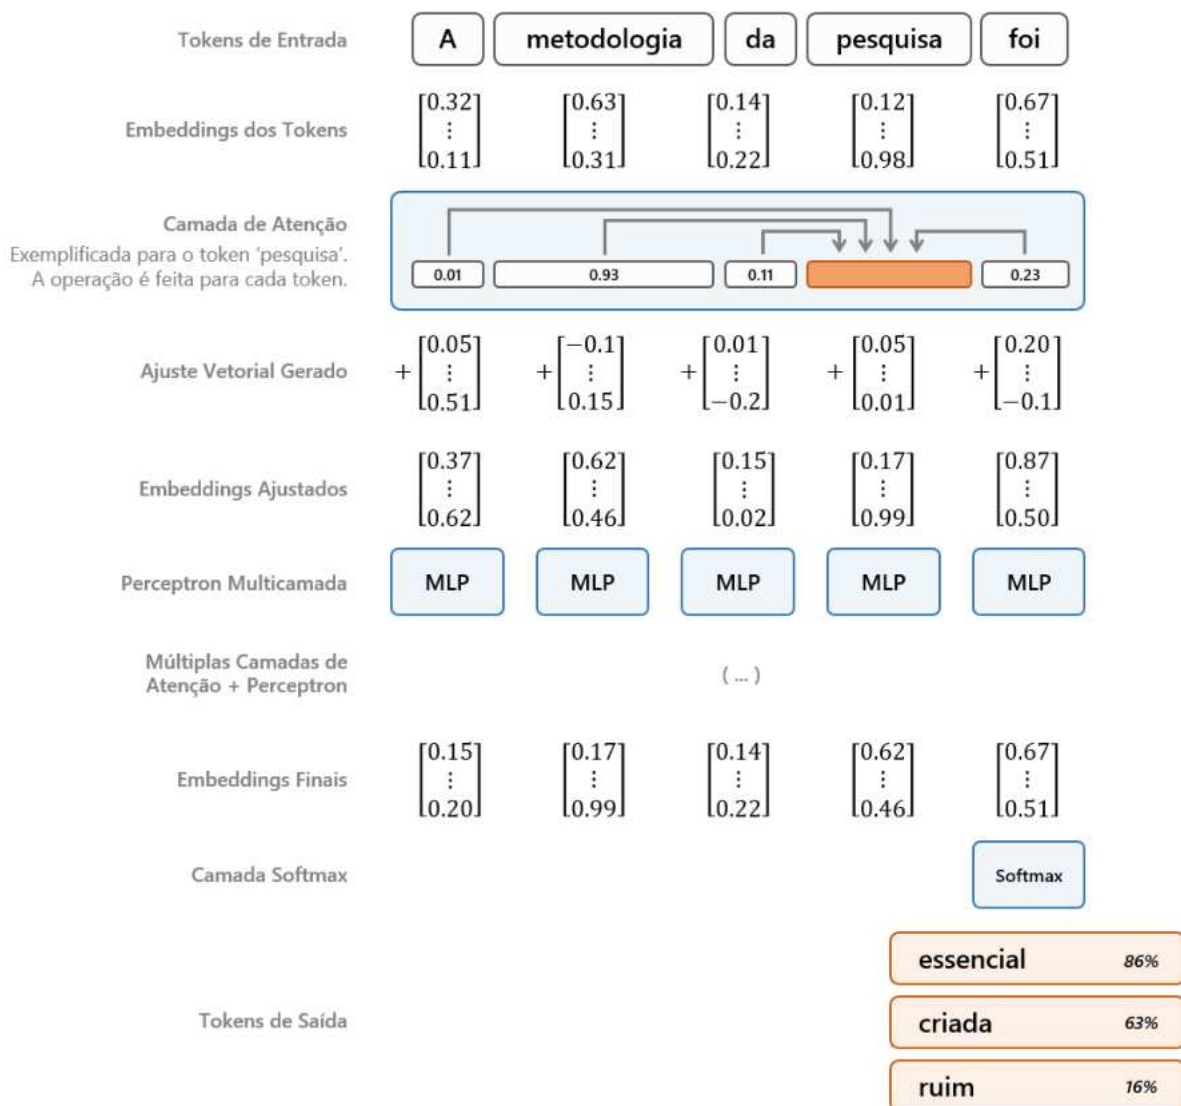 Tokens de Entrada A metodologia da pesquisa foi
Embeddings dos Tokens
[0.32] [0.63] [0.14] [0.12] [0.67]
⋮ ⋮ ⋮ ⋮ ⋮
[0.11] [0.31] [0.22] [0.98] [0.51]
Camada de Atenção
Exemplificada para o token 'pesquisa'.
A operação é feita para cada token.
0.01 0.93 0.11 0.23
Ajuste Vetorial Gerado
+ [0.05] + [−0.1] + [0.01] + [0.05] + [0.20]
⋮ ⋮ ⋮ ⋮ ⋮
[0.51] [0.15] [−0.2] [0.01] [−0.1]
Embeddings Ajustados
[0.37] [0.62] [0.15] [0.17] [0.87]
⋮ ⋮ ⋮ ⋮ ⋮
[0.62] [0.46] [0.02] [0.99] [0.50]
Perceptron Multicamada MLP MLP MLP MLP MLP
Múltiplas Camadas de
Atenção + Perceptron
( ... )
Embeddings Finais
[0.15] [0.17] [0.14] [0.62] [0.67]
⋮ ⋮ ⋮ ⋮ ⋮
[0.20] [0.99] [0.22] [0.46] [0.51]
Camada Softmax Softmax
Tokens de Saída
essencial 86%
criada 63%
ruim 16%